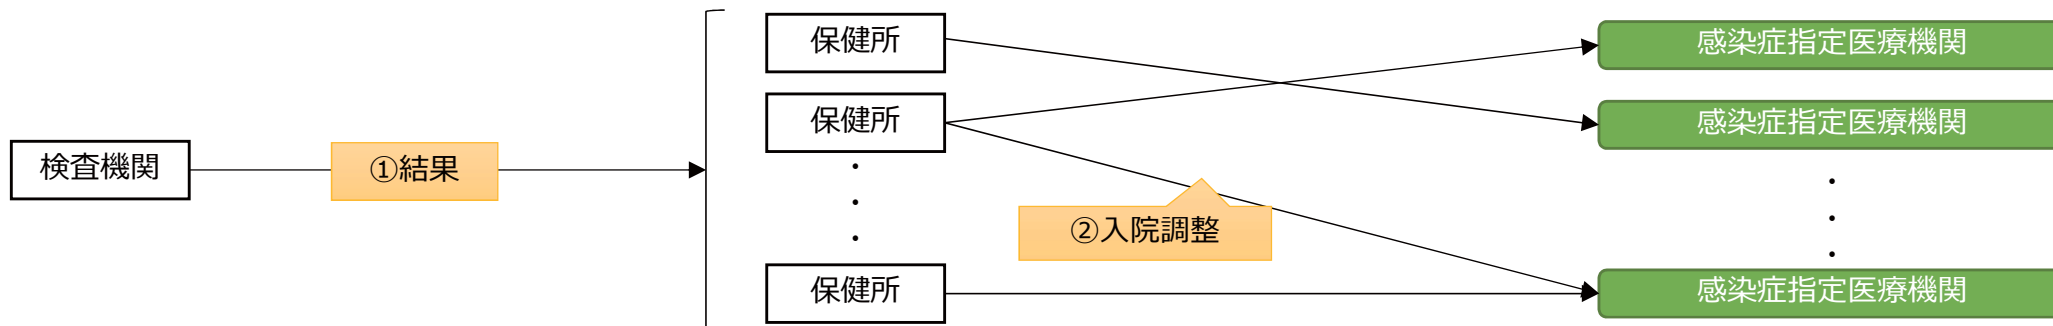 保健所
感染症指定医療機関
保健所
感染症指定医療機関
検査機関
①結果
・
・
・
・
・
・
②入院調整
保健所
感染症指定医療機関